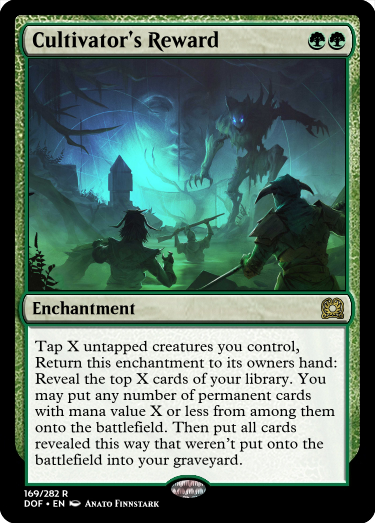 Cultivator's Reward
Enchantment
Tap X untapped creatures you control,
Return this enchantment to its owners hand:
Reveal the top X cards of your library. You
may put any number of permanent cards
with mana value X or less from among them
onto the battlefield. Then put all cards
revealed this way that weren't put onto the
battlefield into your graveyard.
169/282 R
DOF • EN Anato Finnstark